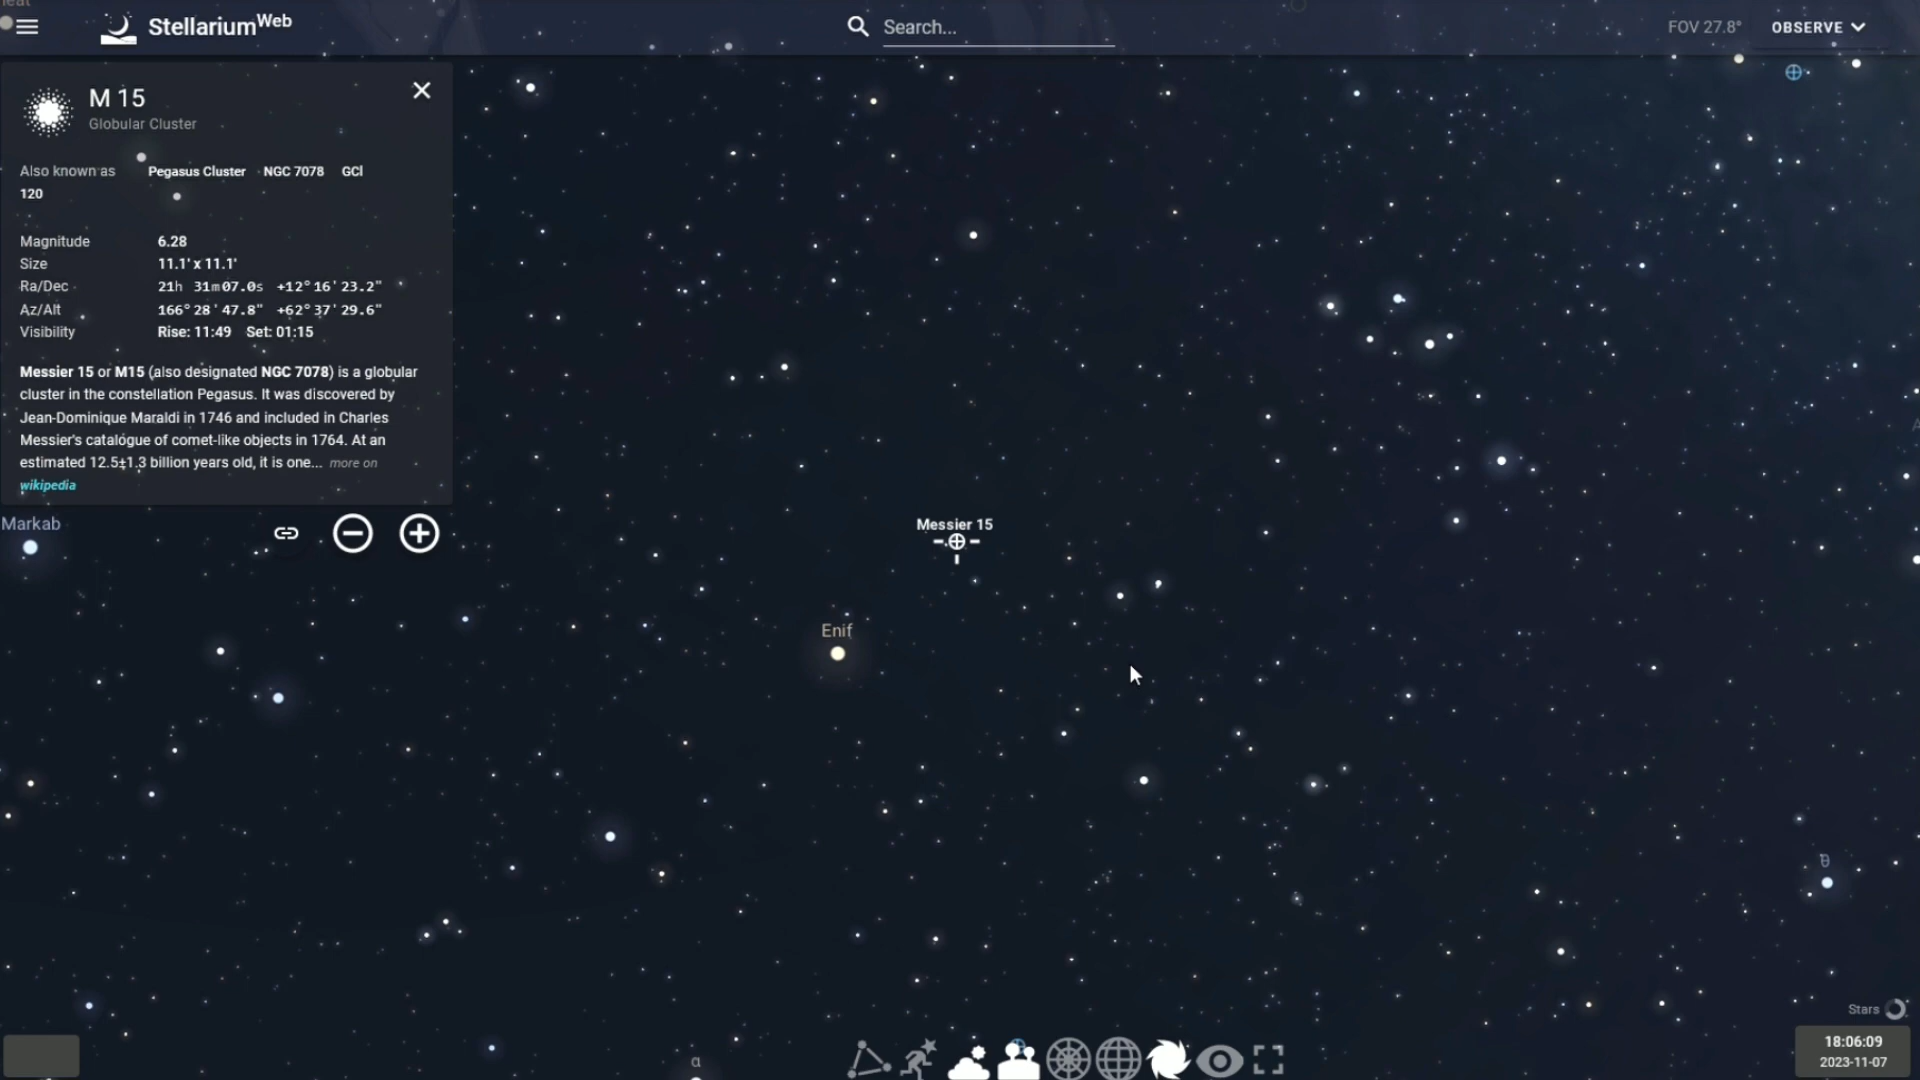 StellariumWeb
Search...
FOV 27.8°
OBSERVE
M 15
Globular Cluster
Also known as Pegasus Cluster NGC 7078 GCl
120
Magnitude 6.28
Size 11.1' x 11.1'
Ra/Dec 21h 31m07.0s +12°16'23.2"
Az/Alt 166°28'47.8" +62°37'29.6"
Visibility Rise: 11:49 Set: 01:15
Messier 15 or M15 (also designated NGC 7078) is a globular
cluster in the constellation Pegasus. It was discovered by
Jean-Dominique Maraldi in 1746 and included in Charles
Messier's catalogue of comet-like objects in 1764. At an
estimated 12.5±1.3 billion years old, it is one... more on
wikipedia
Markab
Messier 15
Enif
θ
α
Stars
18:06:09
2023-11-07